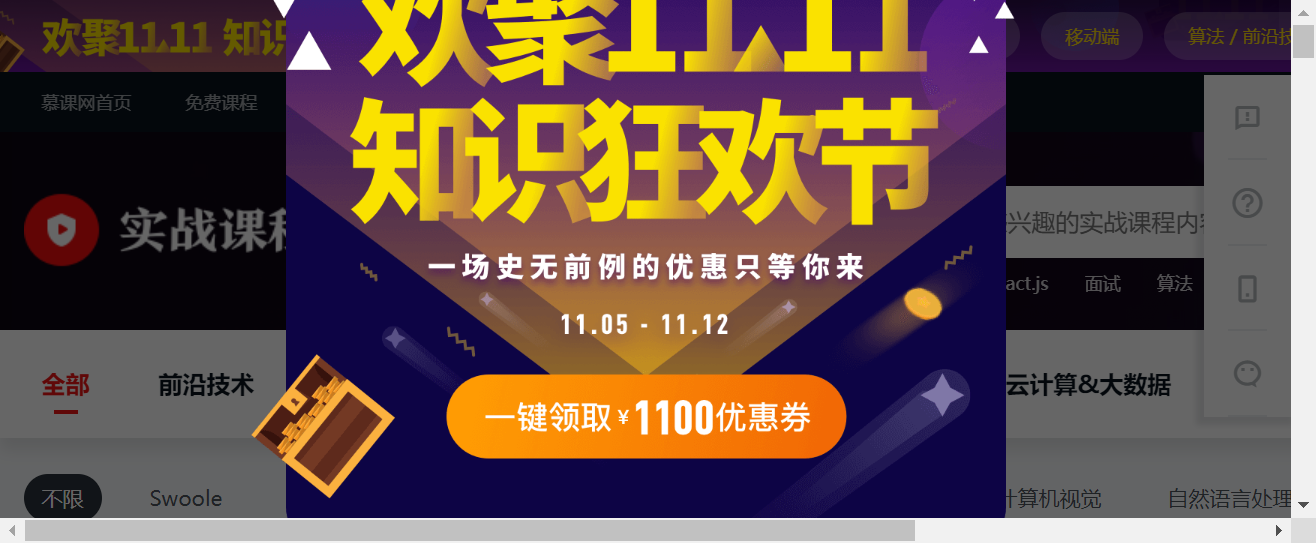 欢聚11.11 知识
移动端
算法 / 前沿技
慕课网首页
免费课程
欢聚11.11
知识狂欢节
一场史无前例的优惠只等你来
11.05 - 11.12
一键领取￥1100优惠券
实战课程
兴趣的实战课程内容
act.js
面试
算法
全部
前沿技术
云计算&大数据
不限
Swoole
计算机视觉
自然语言处理